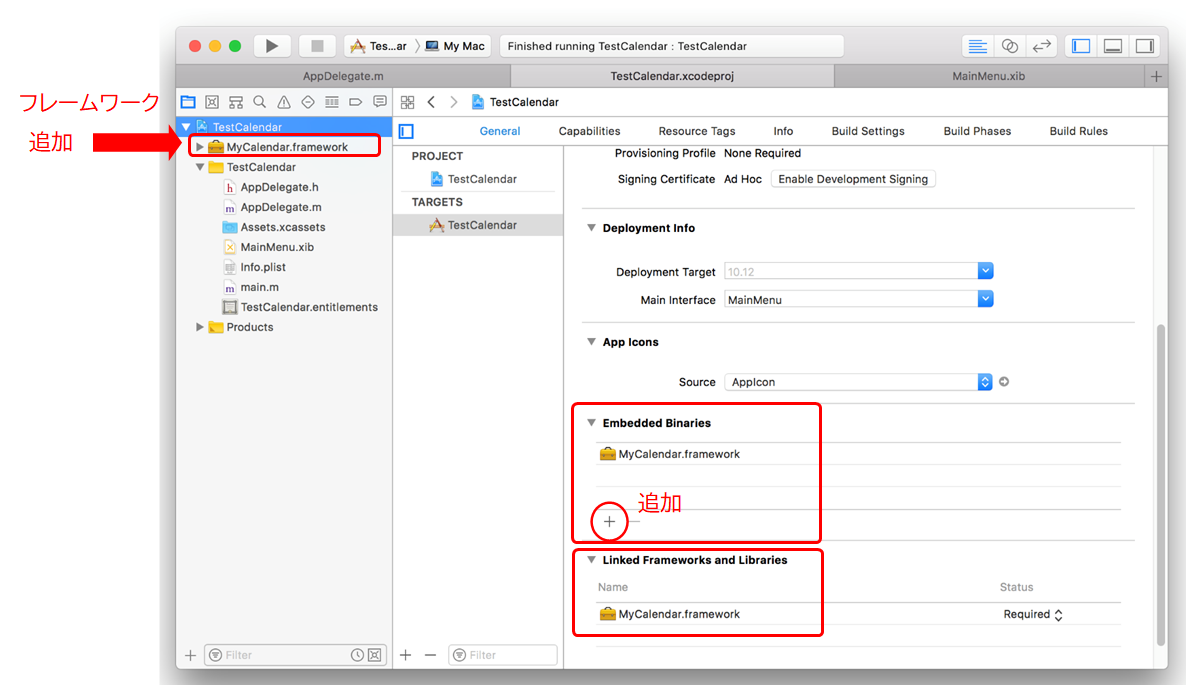 Tes...ar
My Mac
Finished running TestCalendar : TestCalendar
AppDelegate.m
TestCalendar.xcodeproj
MainMenu.xib
フレームワーク
追加
TestCalendar
MyCalendar.framework
TestCalendar
AppDelegate.h
AppDelegate.m
Assets.xcassets
MainMenu.xib
Info.plist
main.m
TestCalendar.entitlements
Products
Filter
TestCalendar
General Capabilities Resource Tags Info Build Settings Build Phases Build Rules
PROJECT
TestCalendar
TARGETS
TestCalendar
Filter
Provisioning Profile None Required
Signing Certificate Ad Hoc Enable Development Signing
Deployment Info
Deployment Target 10.12
Main Interface MainMenu
App Icons
Source AppIcon
Embedded Binaries
MyCalendar.framework
追加
Linked Frameworks and Libraries
Name Status
MyCalendar.framework Required